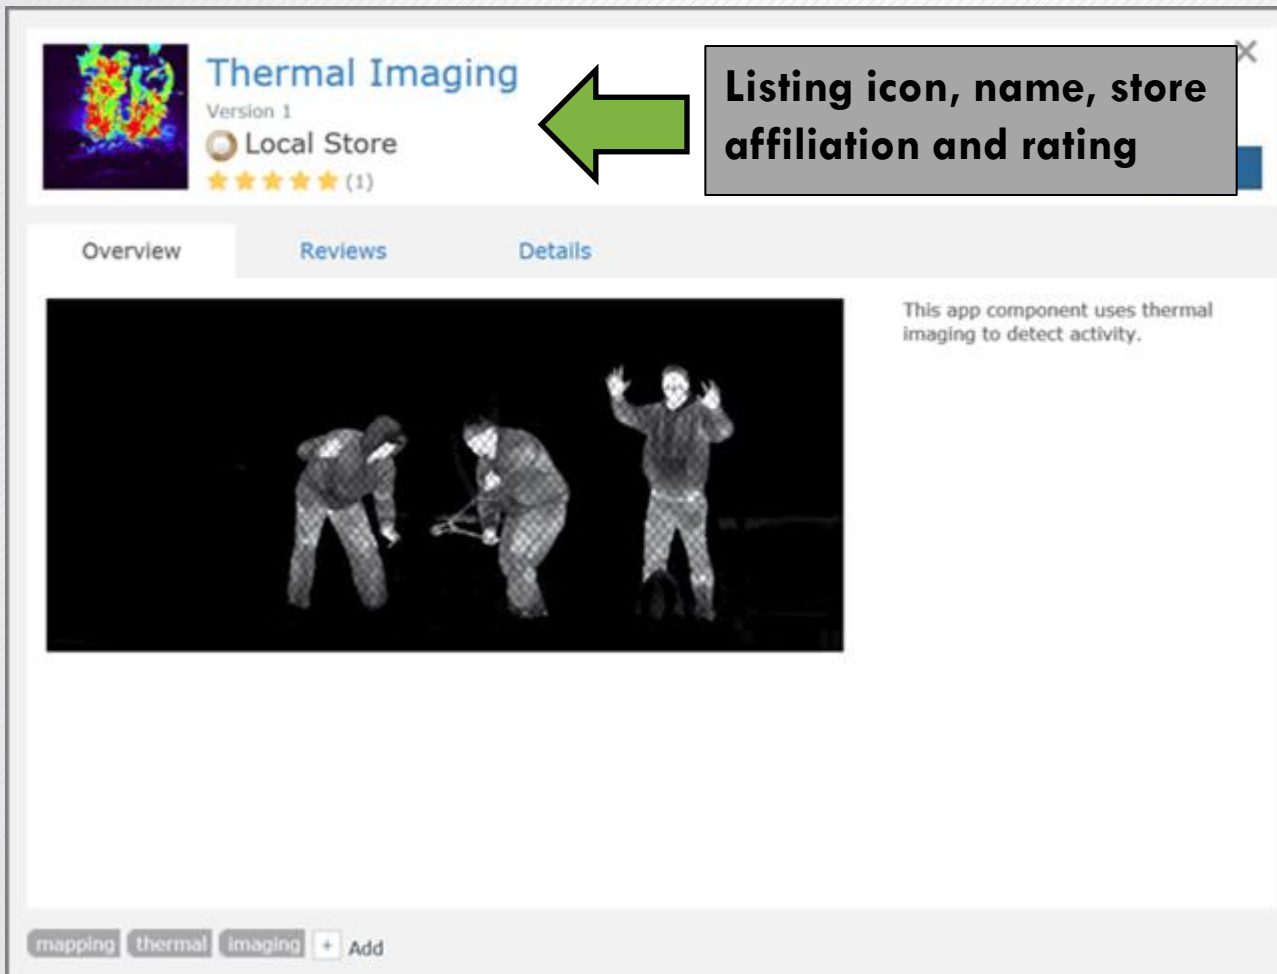 Thermal Imaging
Version 1
Local Store
(1)
Listing icon, name, store
affiliation and rating
Overview
Reviews
Details
This app component uses thermal
imaging to detect activity.
mapping
thermal
imaging
+ Add